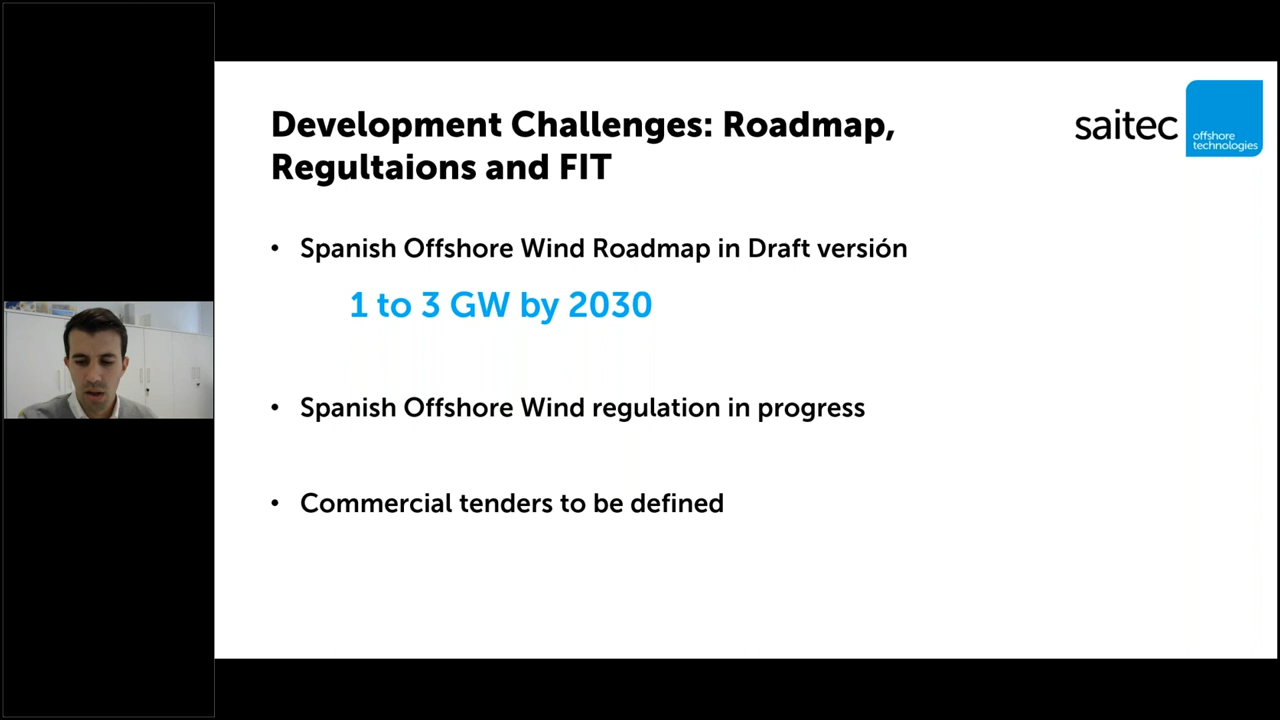 Development Challenges: Roadmap,
Regultaions and FIT
saitec
offshore
technologies
• Spanish Offshore Wind Roadmap in Draft versión
1 to 3 GW by 2030
• Spanish Offshore Wind regulation in progress
• Commercial tenders to be defined